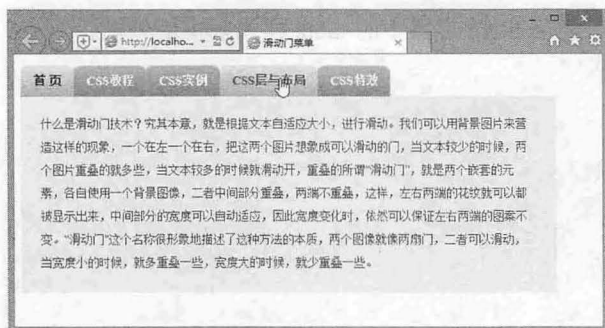 http://localho...
滑动门菜单
首页 CSS教程 CSS实例 CSS层与布局 CSS特效
什么是滑动门技术？究其本意，就是根据文本自适应大小，进行滑动。我们可以用背景图片来营
造这样的现象，一个在左一个在右，把这两个图片想象成可以滑动的门，当文本较少的时候，两
个图片重叠的就多些，当文本较多的时候就滑动开，重叠的所谓“滑动门”，就是两个嵌套的元
素，各自使用一个背景图像，二者中间部分重叠，两端不重叠，这样，左右两端的花纹就可以都
被显示出来，中间部分的宽度可以自动适应，因此宽度变化时，依然可以保证左右两端的图案不
变。“滑动门”这个名称很形象地描述了这种方法的本质，两个图像就像两扇门，二者可以滑动，
当宽度小的时候，就多重叠一些，宽度大的时候，就少重叠一些。